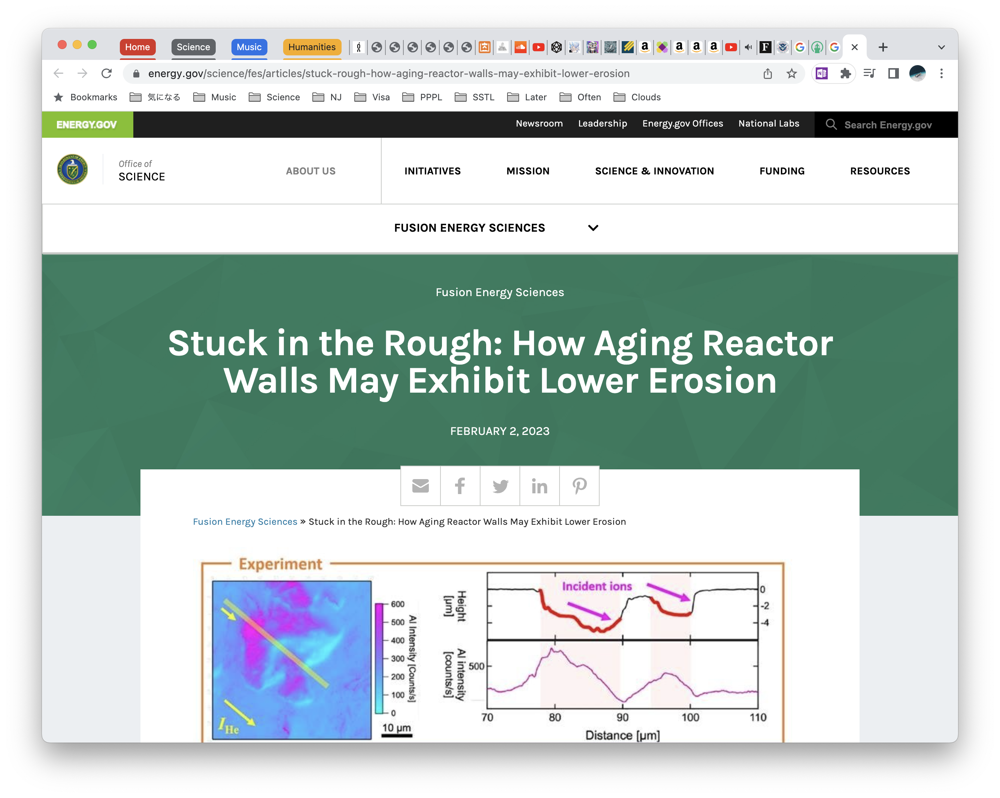 Home
Science
Music
Humanities
energy.gov/science/fes/articles/stuck-rough-how-aging-reactor-walls-may-exhibit-lower-erosion
Bookmarks
気になる
Music
Science
NJ
Visa
PPPL
SSTL
Later
Often
Clouds
ENERGY.GOV
Newsroom
Leadership
Energy.gov Offices
National Labs
Search Energy.gov
Office of
SCIENCE
ABOUT US
INITIATIVES
MISSION
SCIENCE & INNOVATION
FUNDING
RESOURCES
FUSION ENERGY SCIENCES
Fusion Energy Sciences
Stuck in the Rough: How Aging Reactor
Walls May Exhibit Lower Erosion
FEBRUARY 2, 2023
Fusion Energy Sciences » Stuck in the Rough: How Aging Reactor Walls May Exhibit Lower Erosion
Experiment
I He
600
500
400
300
200
100
0
Al Intensity [Counts/s]
10 µm
Height
[µm]
Incident ions
0
-2
-4
Al intensity
[counts/s]
500
70
80
90
100
110
Distance [µm]